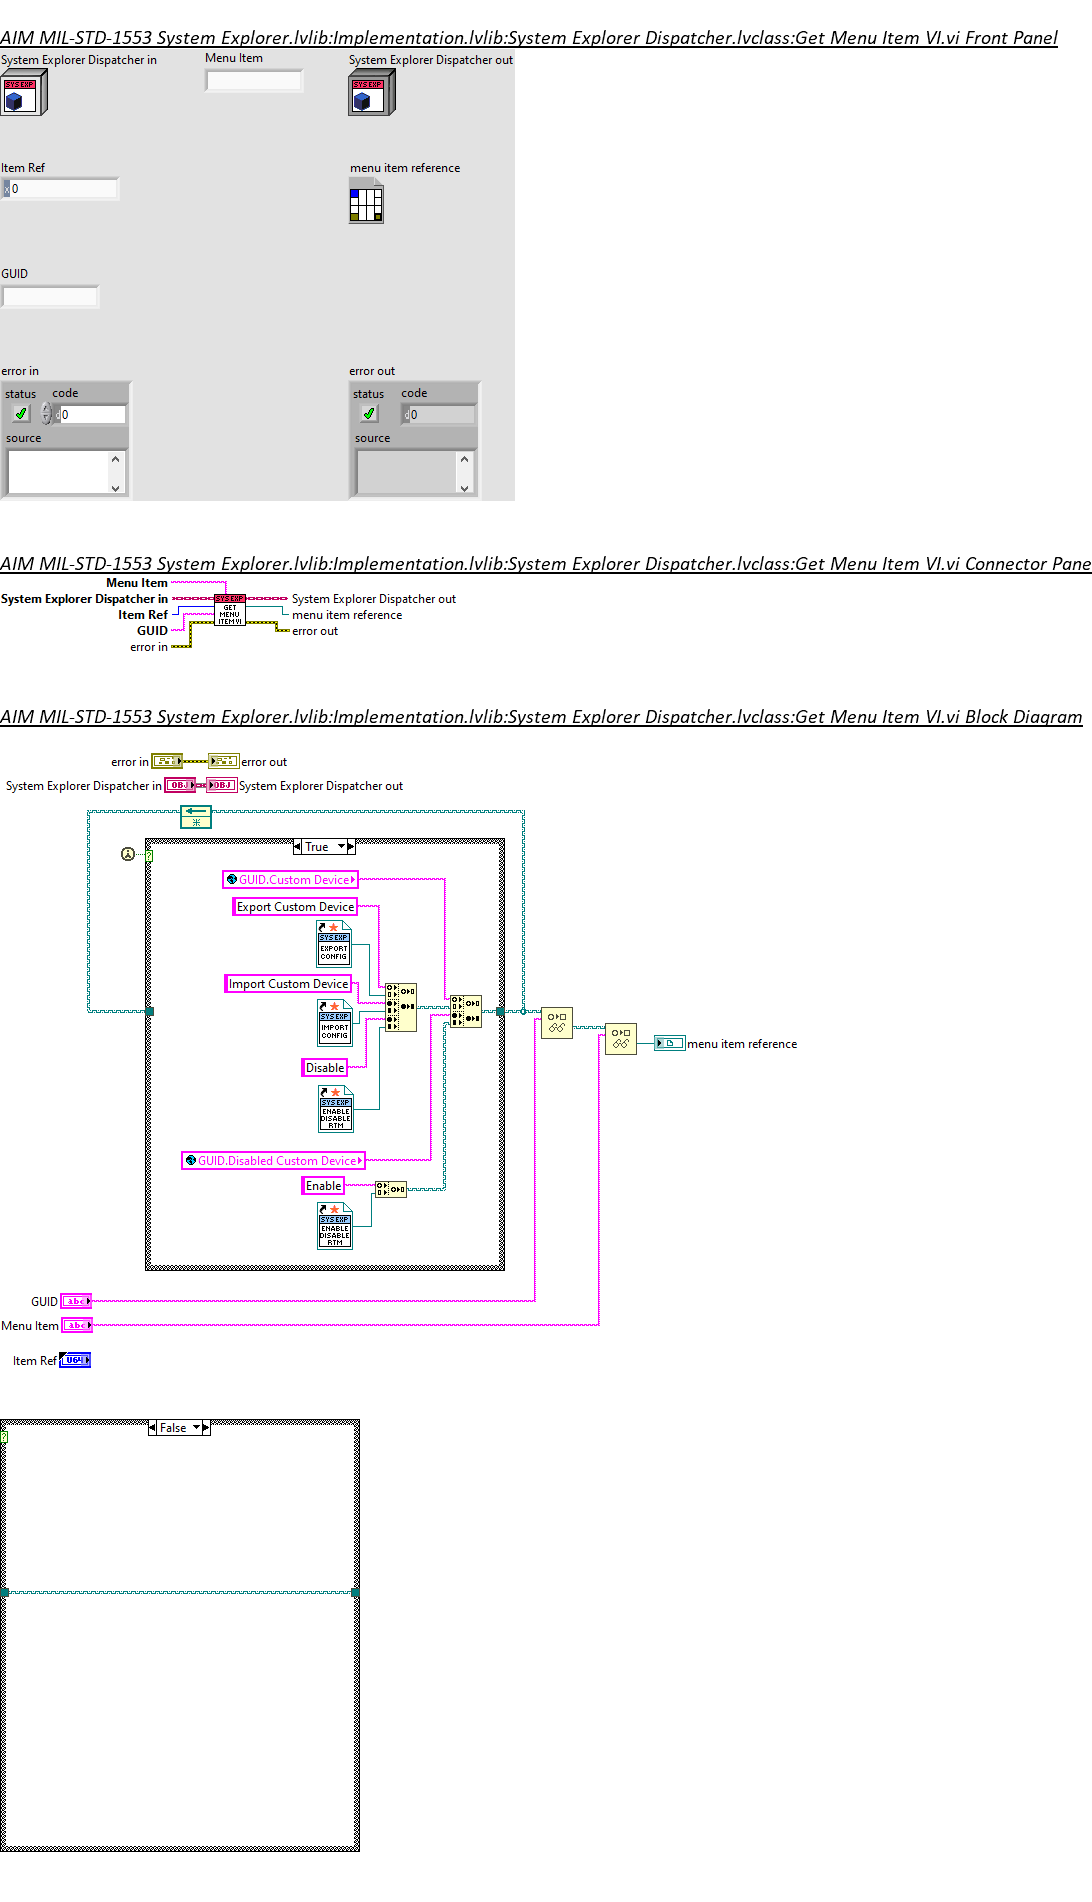 AIM MIL-STD-1553 System Explorer.lvlib:Implementation.lvlib:System Explorer Dispatcher.lvclass:Get Menu Item VI.vi Front Panel
System Explorer Dispatcher in
Menu Item
System Explorer Dispatcher out
SYS EXP
SYS EXP
Item Ref
menu item reference
x 0
GUID
error in
error out
status code
status code
d 0
d 0
source
source
AIM MIL-STD-1553 System Explorer.lvlib:Implementation.lvlib:System Explorer Dispatcher.lvclass:Get Menu Item VI.vi Connector Pane
Menu Item
System Explorer Dispatcher in
SYS EXP
System Explorer Dispatcher out
Item Ref
GET
MENU
ITEM VI
menu item reference
GUID
error out
error in
AIM MIL-STD-1553 System Explorer.lvlib:Implementation.lvlib:System Explorer Dispatcher.lvclass:Get Menu Item VI.vi Block Diagram
error in
error out
System Explorer Dispatcher in
OBJ
OBJ
System Explorer Dispatcher out
True
?
GUID.Custom Device
Export Custom Device
SYS EXP
EXPORT
CONFIG
Import Custom Device
SYS EXP
IMPORT
CONFIG
menu item reference
Disable
SYS EXP
ENABLE
DISABLE
RTM
GUID.Disabled Custom Device
Enable
SYS EXP
ENABLE
DISABLE
RTM
GUID
abc
Menu Item
abc
Item Ref
U64
False
?